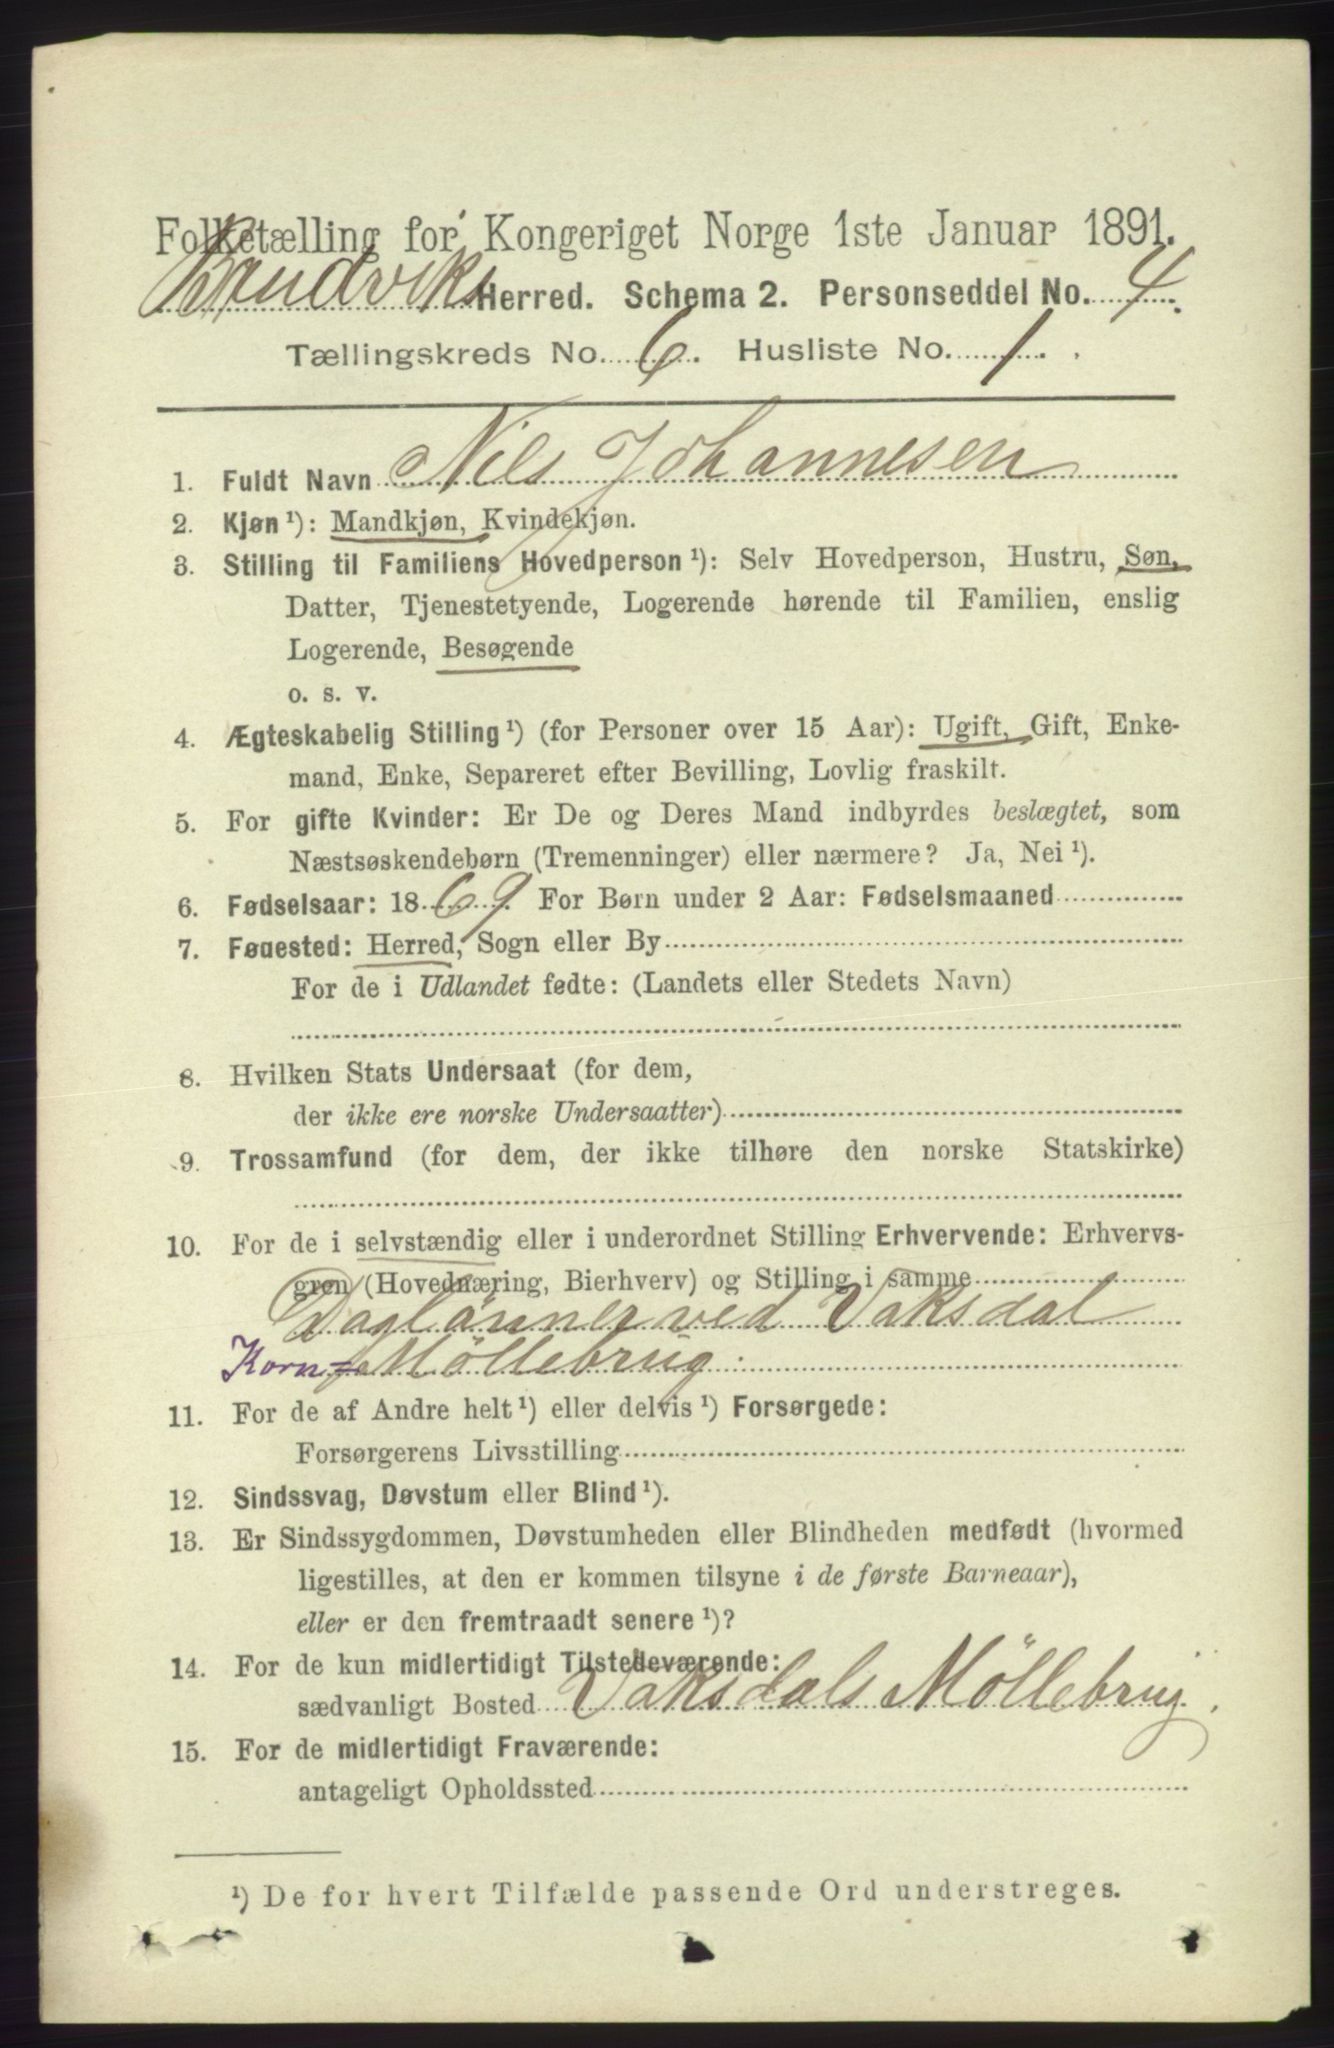 Folketælling for Kongeriget Norge 1ste Januar 1891.
Herred. Schema 2. Personseddel No. 4.
Tællingskreds No. 6. Husliste No. 1.
1. Fuldt Navn Nils Johannesen
2. Kjøn ¹): Mandkjøn, Kvindekjøn.
3. Stilling til Familiens Hovedperson ¹): Selv Hovedperson, Hustru, Søn,
Datter, Tjenestetyende, Logerende hørende til Familien, enslig
Logerende, Besøgende
o. s. v.
4. Ægteskabelig Stilling ¹) (for Personer over 15 Aar): Ugift, Gift, Enke-
mand, Enke, Separeret efter Bevilling, Lovlig fraskilt.
5. For gifte Kvinder: Er De og Deres Mand indbyrdes beslægtet, som
Næstsøskendebørn (Tremenninger) eller nærmere? Ja, Nei ¹).
6. Fødselsaar: 1869. For Børn under 2 Aar: Fødselsmaaned
7. Føuested: Herred, Sogn eller By
For de i Udlandet fødte: (Landets eller Stedets Navn)
8. Hvilken Stats Undersaat (for dem,
der ikke ere norske Undersaatter)
9. Trossamfund (for dem, der ikke tilhøre den norske Statskirke)
10. For de i selvstændig eller i underordnet Stilling Erhvervende: Erhvervs-
gren (Hovednæring, Bierhverv) og Stilling i samme
Daglønner ved Vaksdal
Korn=Möllebrug.
11. For de af Andre helt ¹) eller delvis ¹) Forsørgede:
Forsørgerens Livsstilling
12. Sindssvag, Døvstum eller Blind ¹).
13. Er Sindssygdommen, Døvstumheden eller Blindheden medfødt (hvormed
ligestilles, at den er kommen tilsyne i de første Barneaar),
eller er den fremtraadt senere ¹)?
14. For de kun midlertidigt Tilstedeværende:
sædvanligt Bosted Vaksdals Möllebrug.
15. For de midlertidigt Fraværende:
antageligt Opholdssted
¹) De for hvert Tilfælde passende Ord understreges.